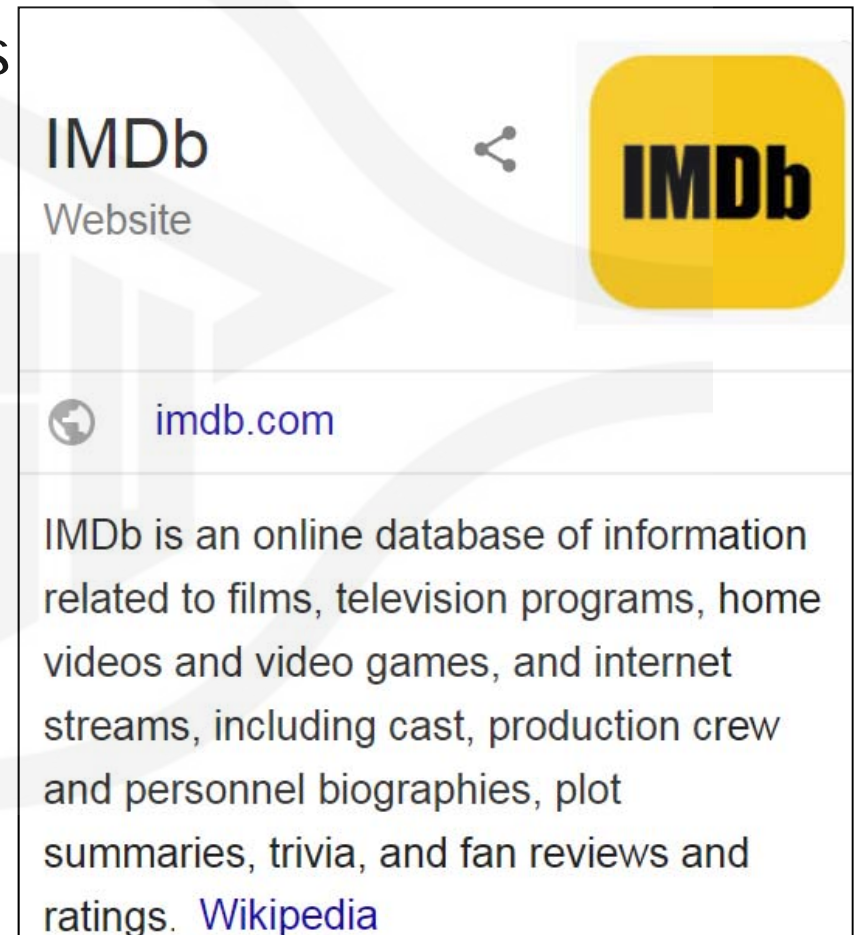 s
IMDb
IMDb
Website
imdb.com
IMDb is an online database of information
related to films, television programs, home
videos and video games, and internet
streams, including cast, production crew
and personnel biographies, plot
summaries, trivia, and fan reviews and
ratings. Wikipedia